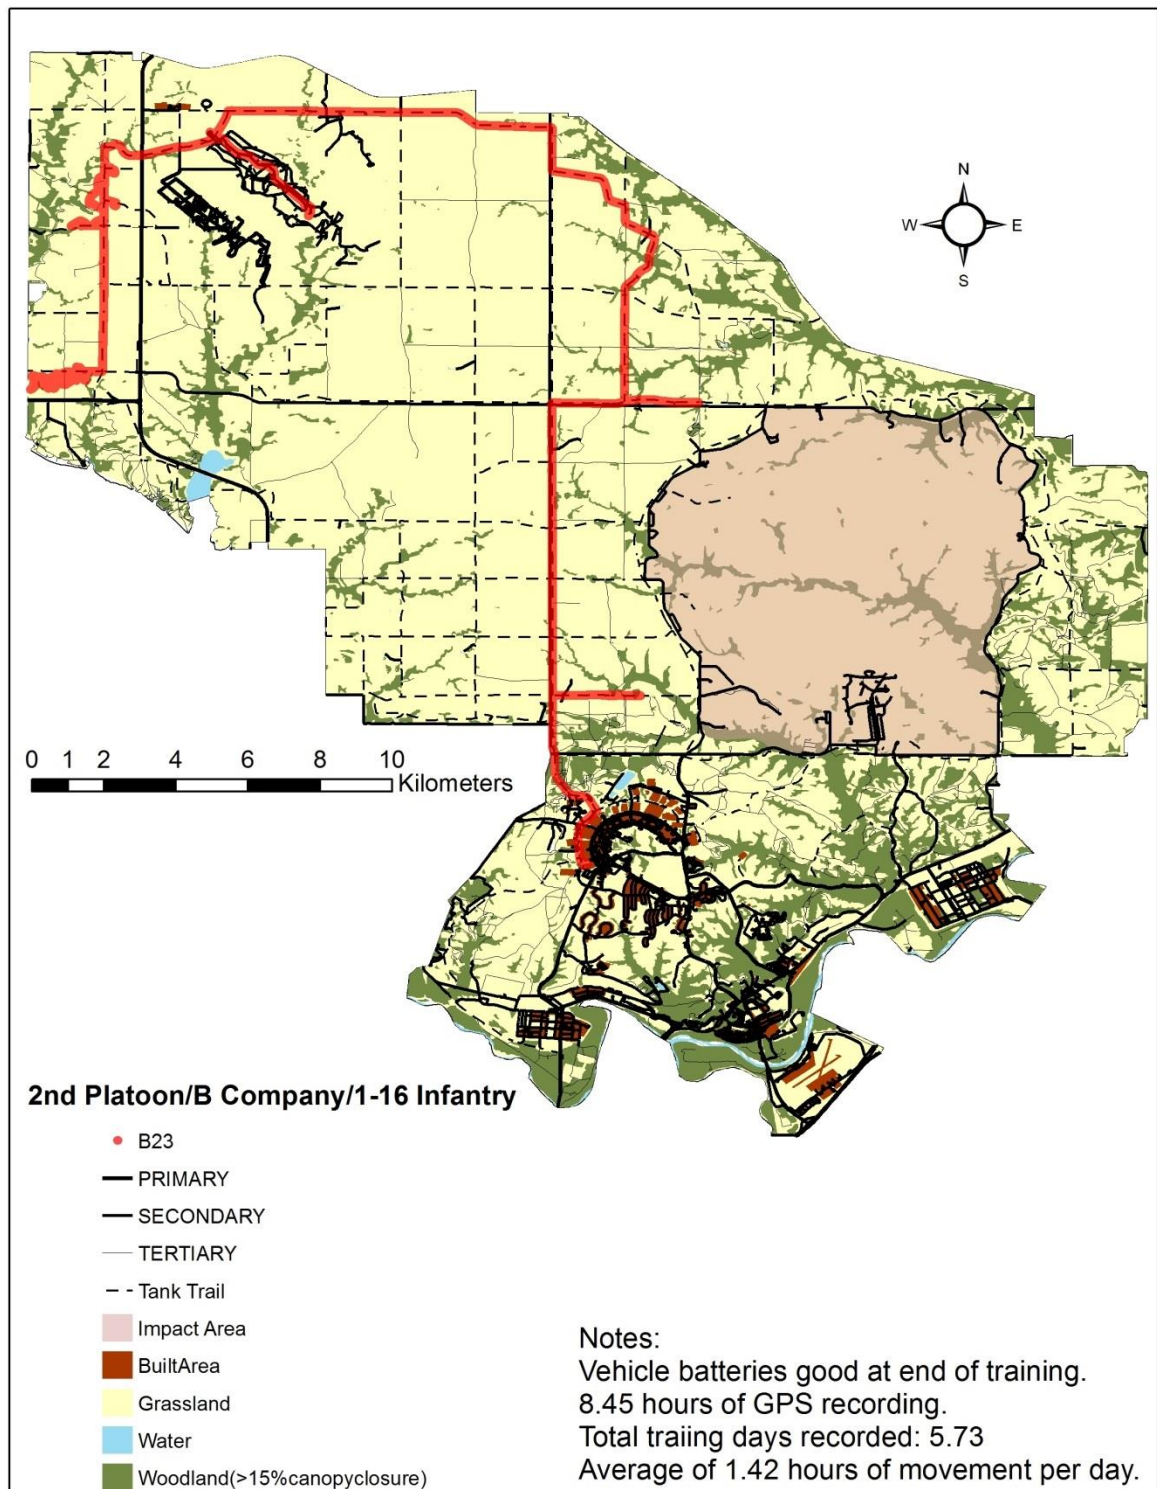 N
W E
S
0 1 2 4 6 8 10
Kilometers
2nd Platoon/B Company/1-16 Infantry
B23
PRIMARY
SECONDARY
TERTIARY
Tank Trail
Impact Area
BuiltArea
Grassland
Water
Woodland(>15%canopyclosure)
Notes:
Vehicle batteries good at end of training.
8.45 hours of GPS recording.
Total traiing days recorded: 5.73
Average of 1.42 hours of movement per day.